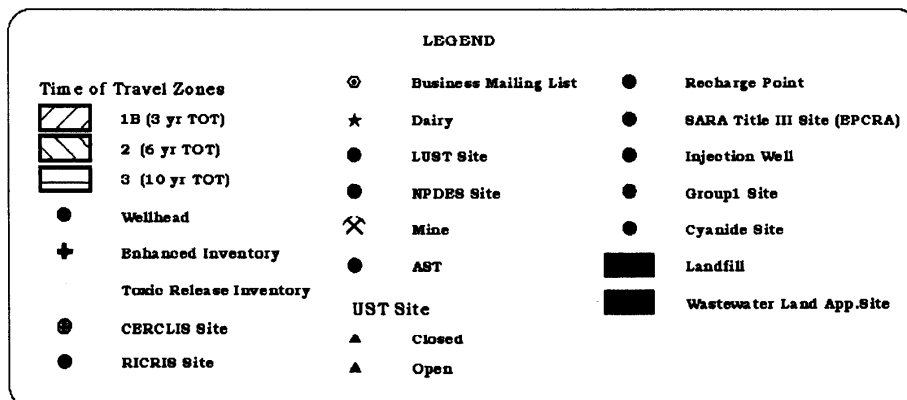 LEGEND
Time of Travel Zones
1B (3 yr TOT)
2 (6 yr TOT)
3 (10 yr TOT)
Wellhead
Enhanced Inventory
Toxic Release Inventory
CERCLIS Site
RICRIS Site
Business Mailing List
Dairy
LUST Site
NPDES Site
Mine
AST
UST Site
Closed
Open
Recharge Point
SARA Title III Site (EPCRA)
Injection Well
Group1 Site
Cyanide Site
Landfill
Wastewater Land App.Site